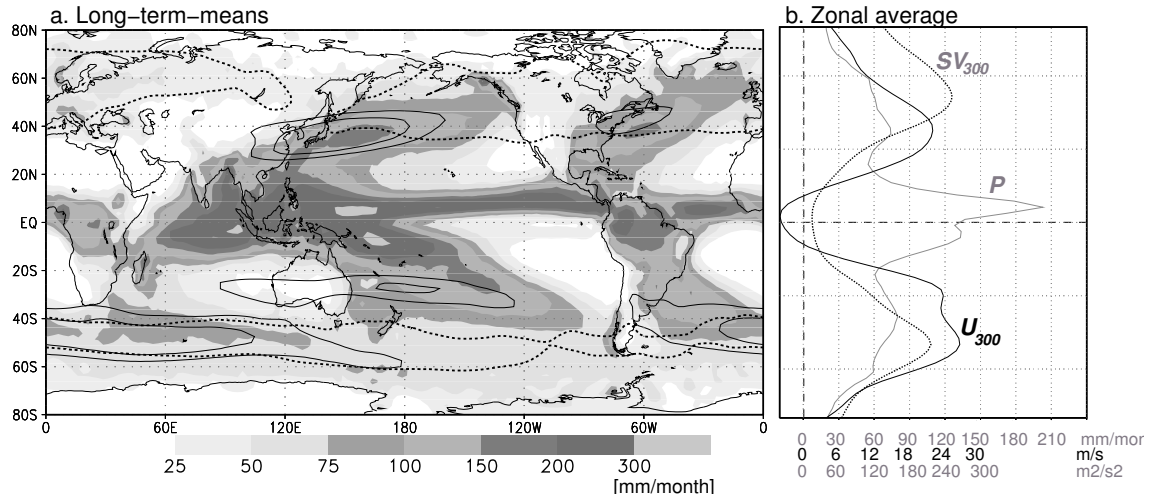 a. Long-term-means
b. Zonal average
80N
60N
40N
20N
EQ
20S
40S
60S
80S
0 60E 120E 180 120W 60W 0
SV300
P
U300
25 50 75 100 150 200 300
[mm/month]
0 30 60 90 120 150 180 210 mm/mor
0 6 12 18 24 30 m/s
0 60 120 180 240 300 m2/s2